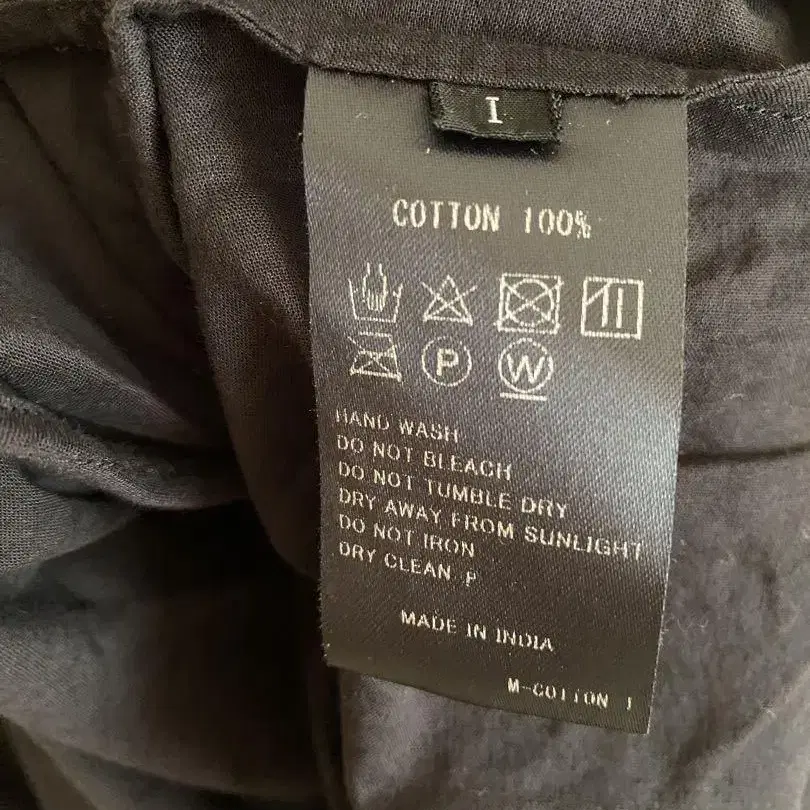 I
COTTON 100%
P W
HAND WASH
DO NOT BLEACH
DO NOT TUMBLE DRY
DRY AWAY FROM SUNLIGHT
DO NOT IRON
DRY CLEAN P
MADE IN INDIA
M-COTTON 1